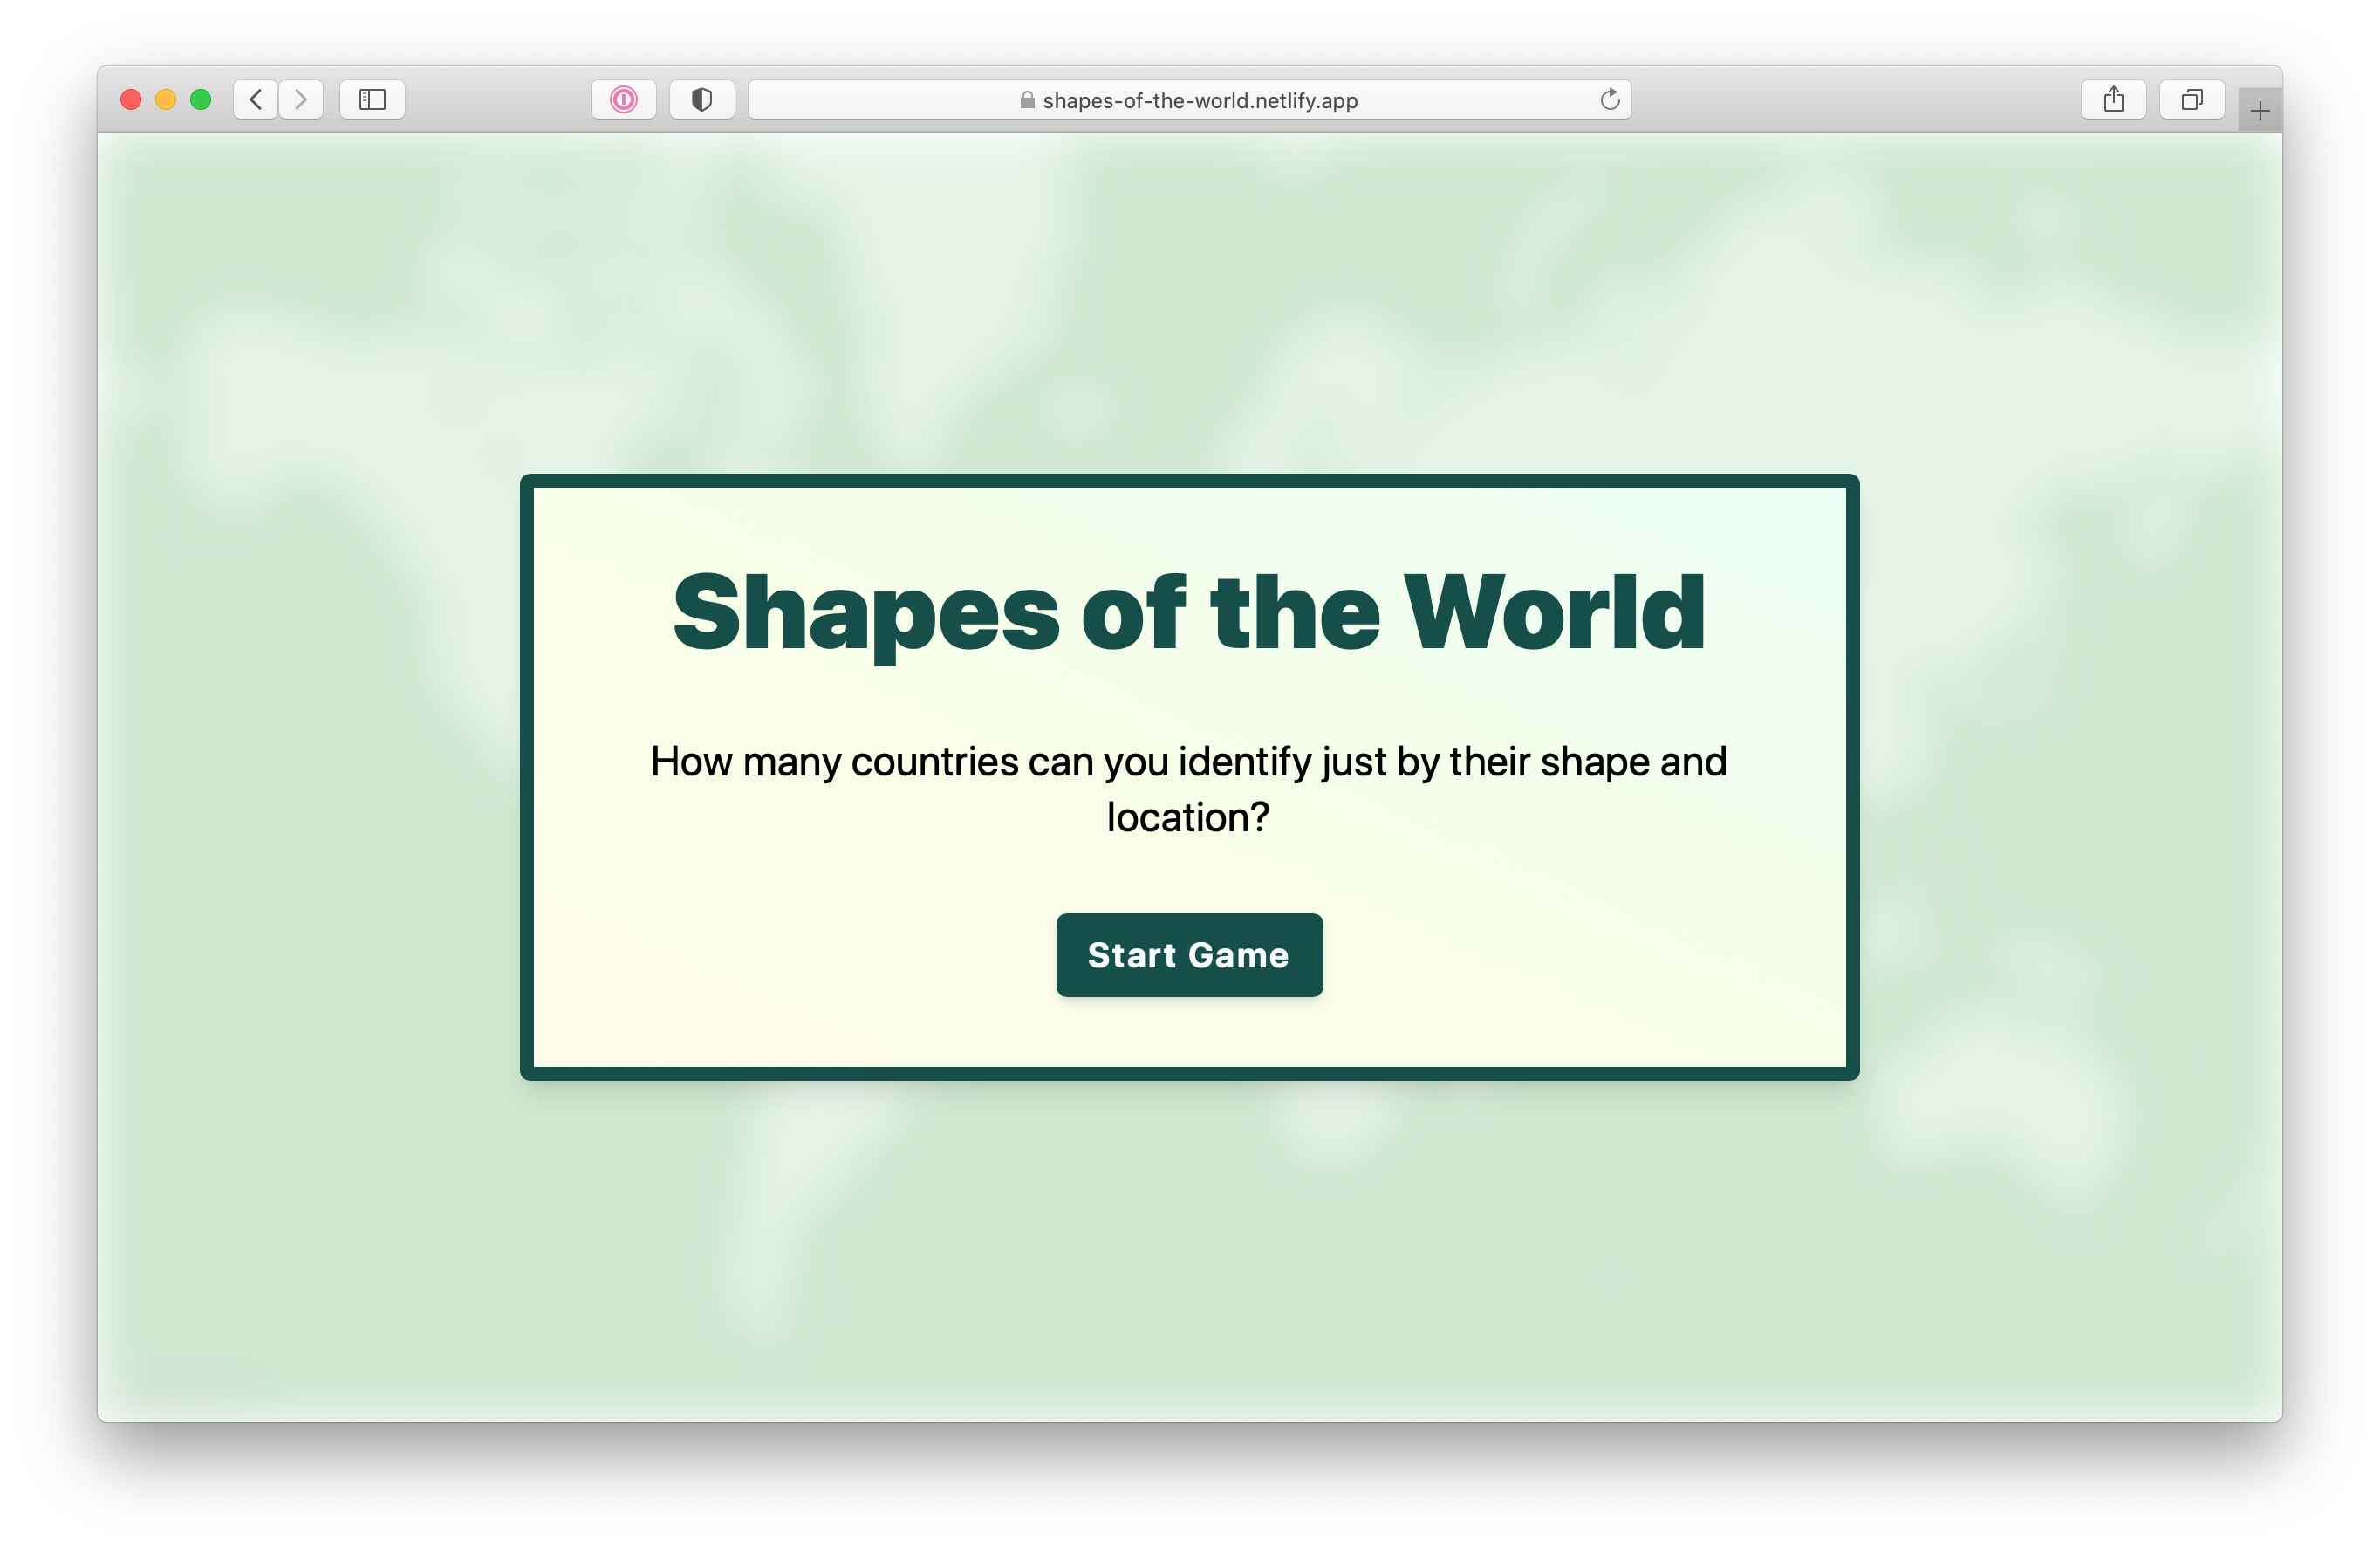 shapes-of-the-world.netlify.app
Shapes of the World
How many countries can you identify just by their shape and
location?
Start Game